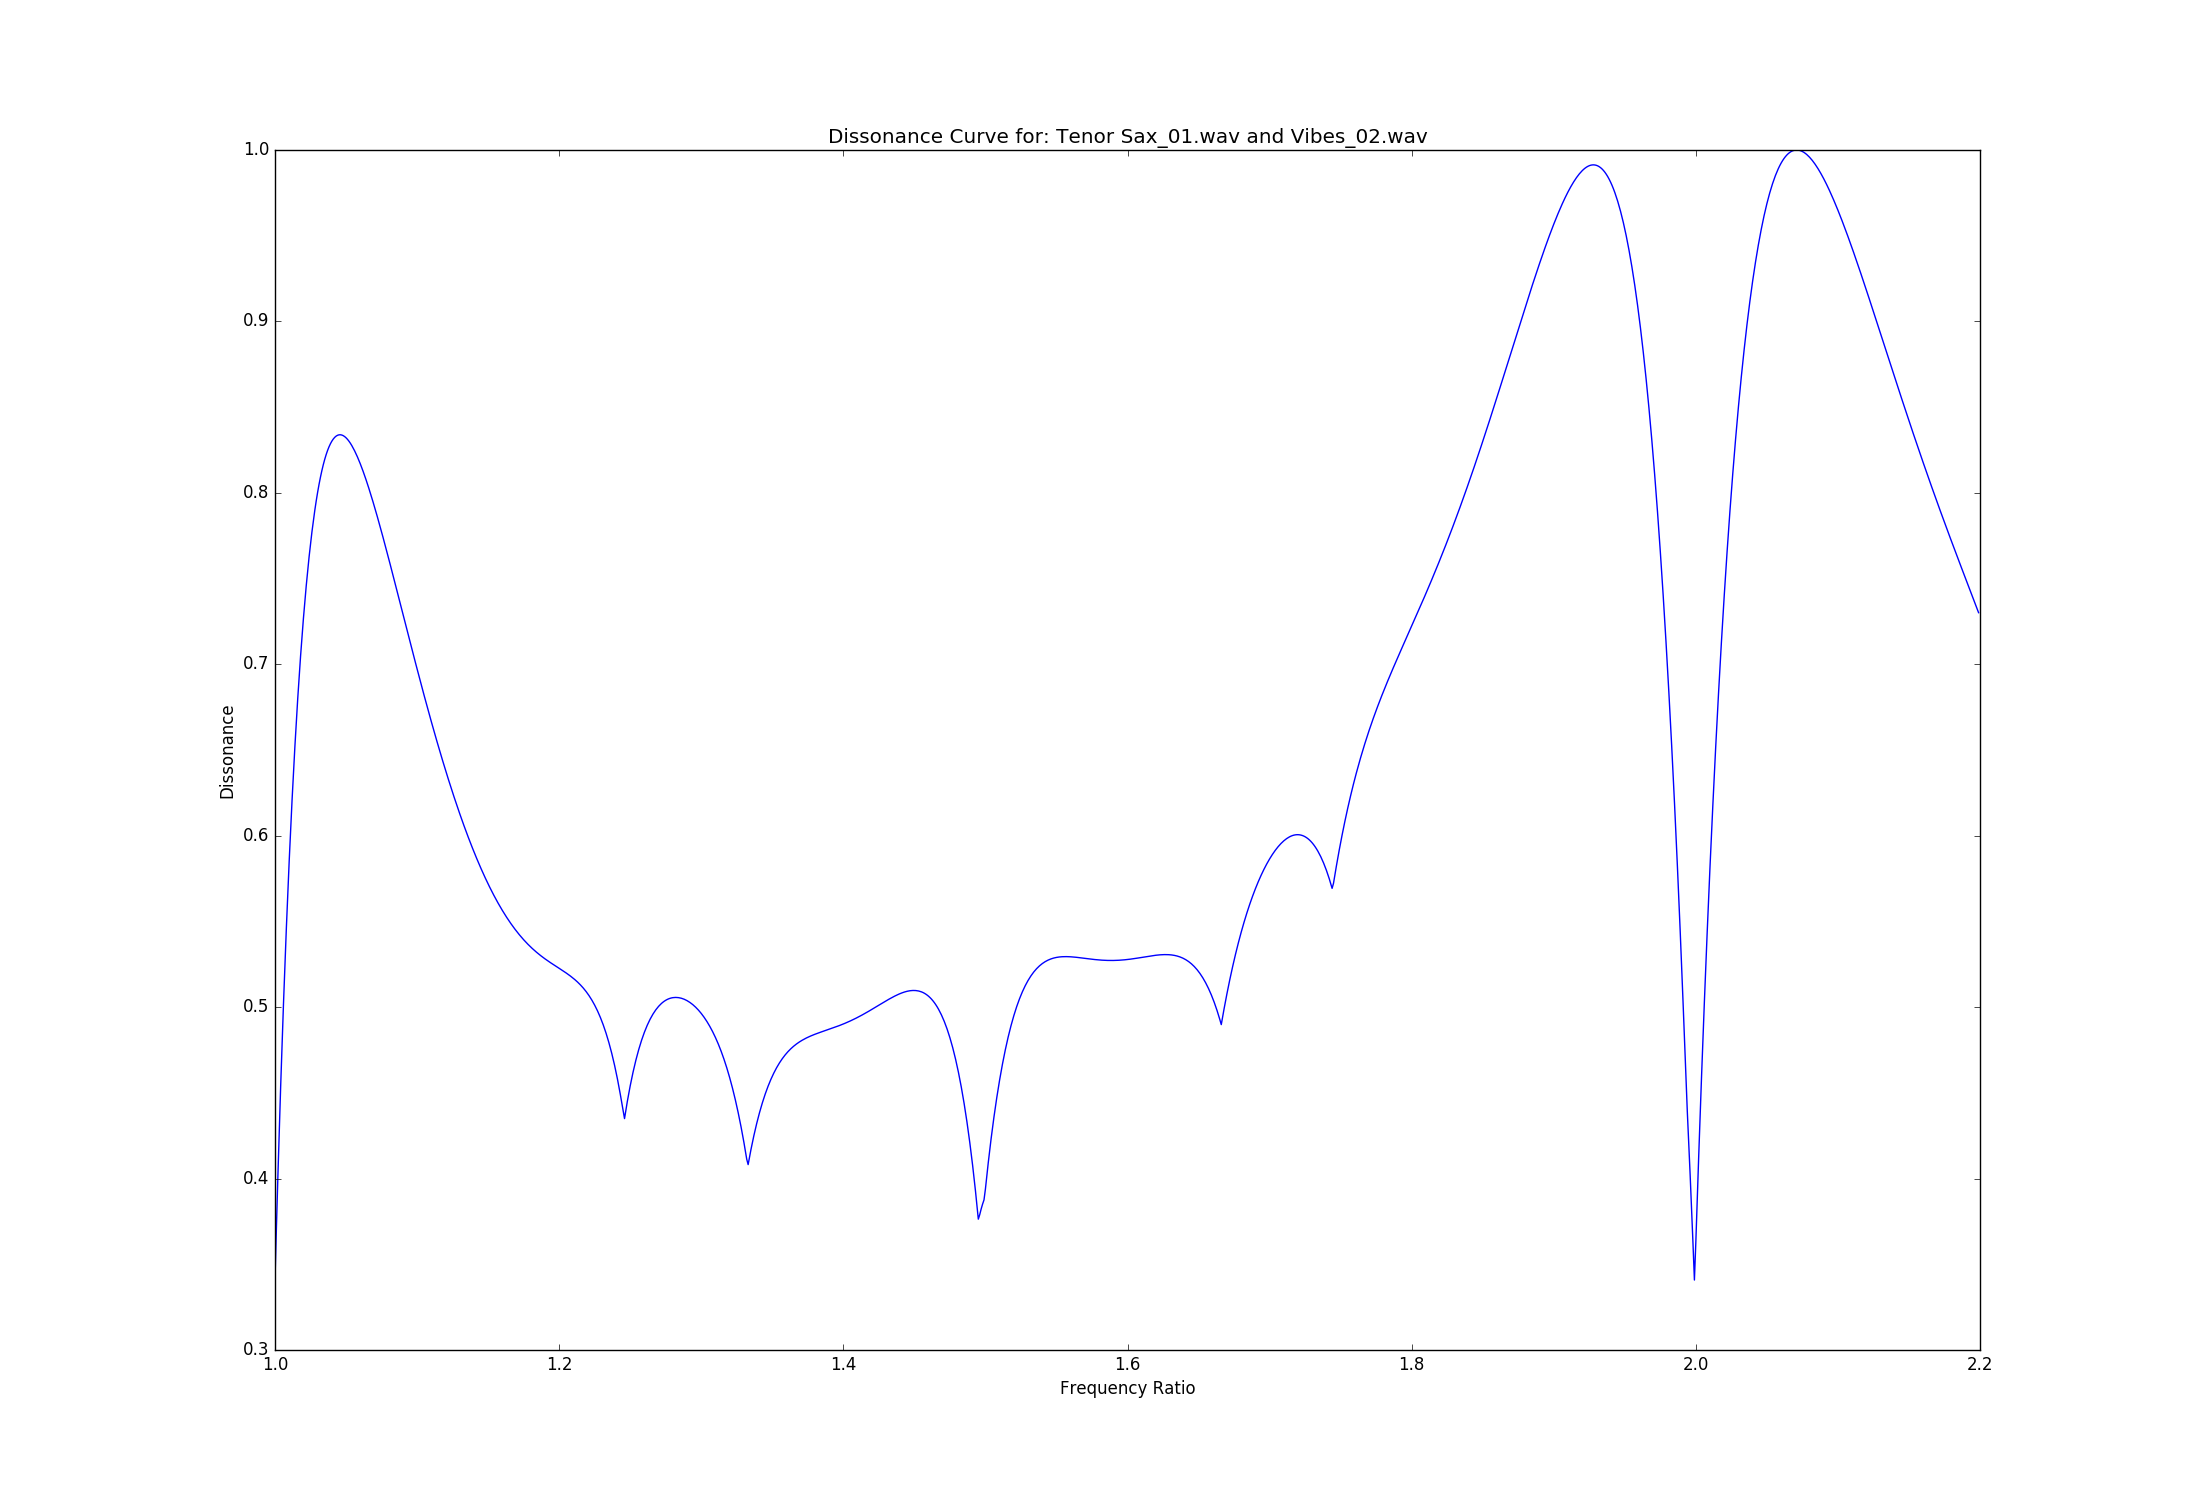 Dissonance Curve for: Tenor Sax_01.wav and Vibes_02.wav
1.0
0.9
0.8
0.7
0.6
0.5
0.4
0.3
Dissonance
1.0 1.2 1.4 1.6 1.8 2.0 2.2
Frequency Ratio